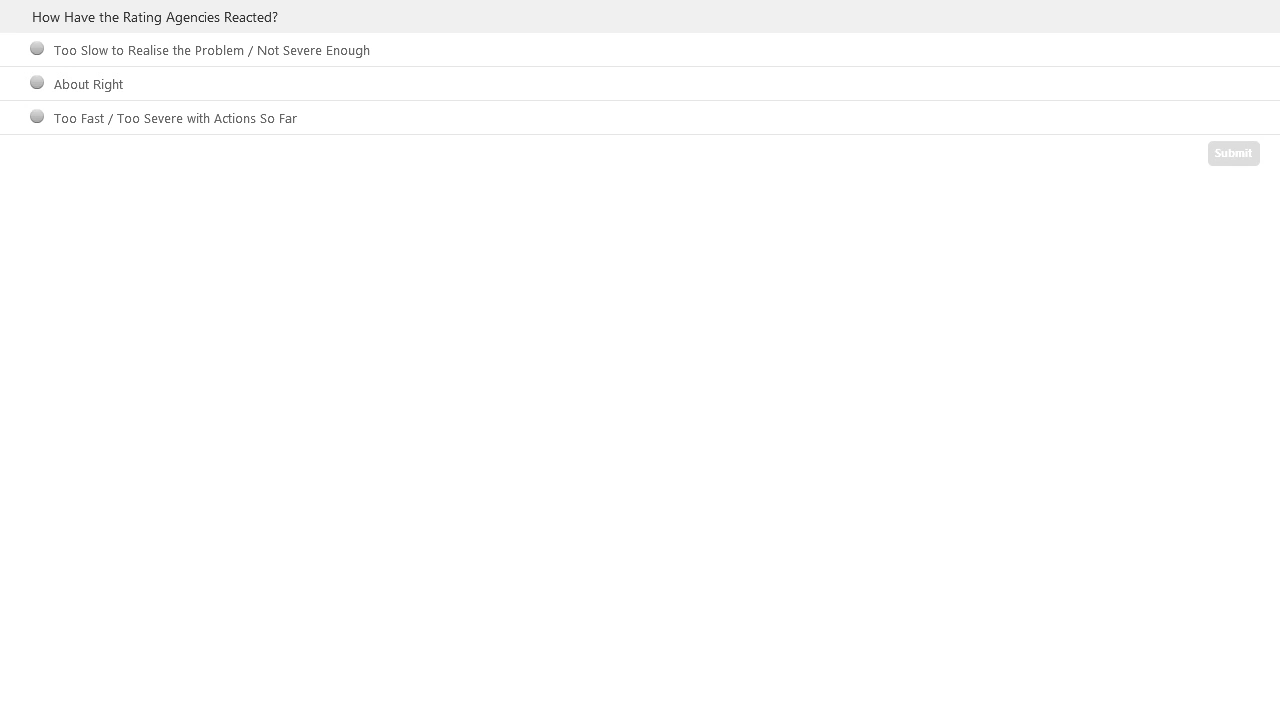 How Have the Rating Agencies Reacted?
Too Slow to Realise the Problem / Not Severe Enough
About Right
Too Fast / Too Severe with Actions So Far
Submit